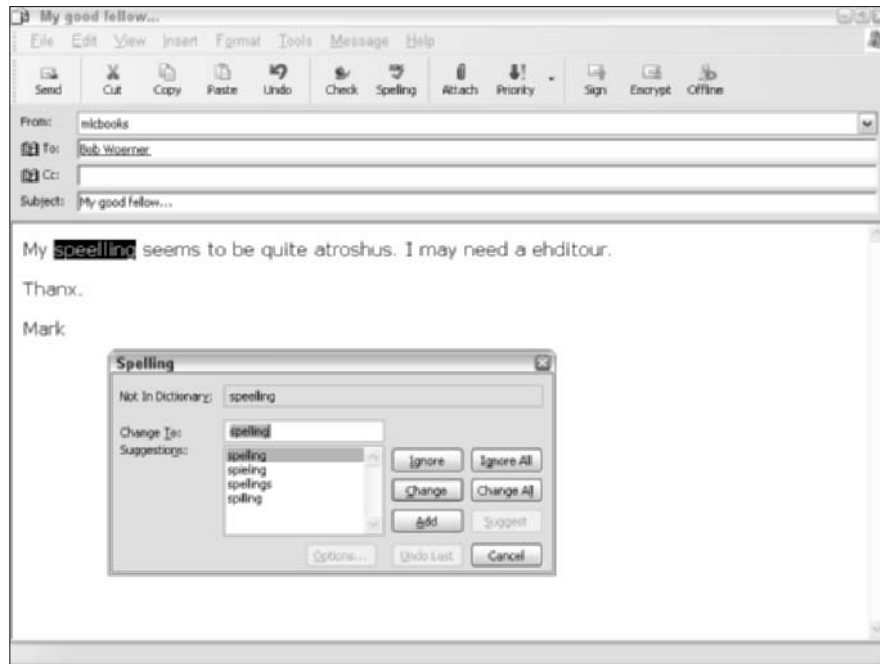 My good fellow...
File Edit View Insert Format Tools Message Help
Send Cut Copy Paste Undo Check Speling Attach Priority Sign Encrypt Offline
From: mlcbooks
To: Bob Woerner
Cc:
Subject: My good fellow...
My speelling seems to be quite atroshus. I may need a ehditour.
Thanx.
Mark
Spelling
Not In Dictionary: speelling
Change To: spelling
Suggestions:
spelling
spieling
spellings
spilling
Ignore Ignore All
Change Change All
Add Suggest
Options... Undo Last Cancel